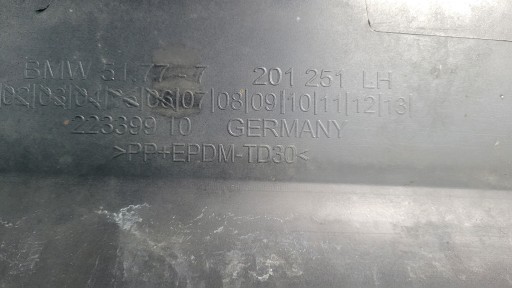 BMW 51.77-7 201 251 LH
02|03|04|05|06|07|08|09|10|11|12|13|
223399 10 GERMANY
>PP+EPDM-TD30<